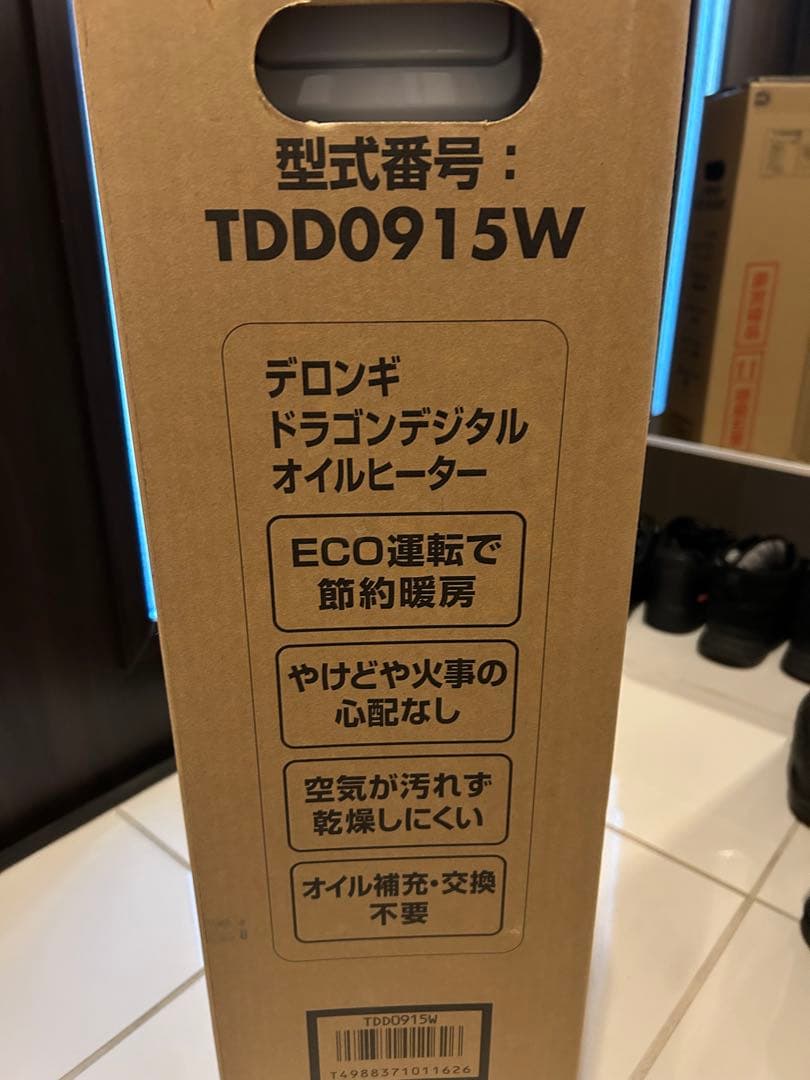 型式番号:
TDD0915W
デロンギ
ドラゴンデジタル
オイルヒーター
ECO運転で
節約暖房
やけどや火事の
心配なし
空気が汚れず
乾燥しにくい
オイル補充・交換
不要
TDD0915W
T4988371011626